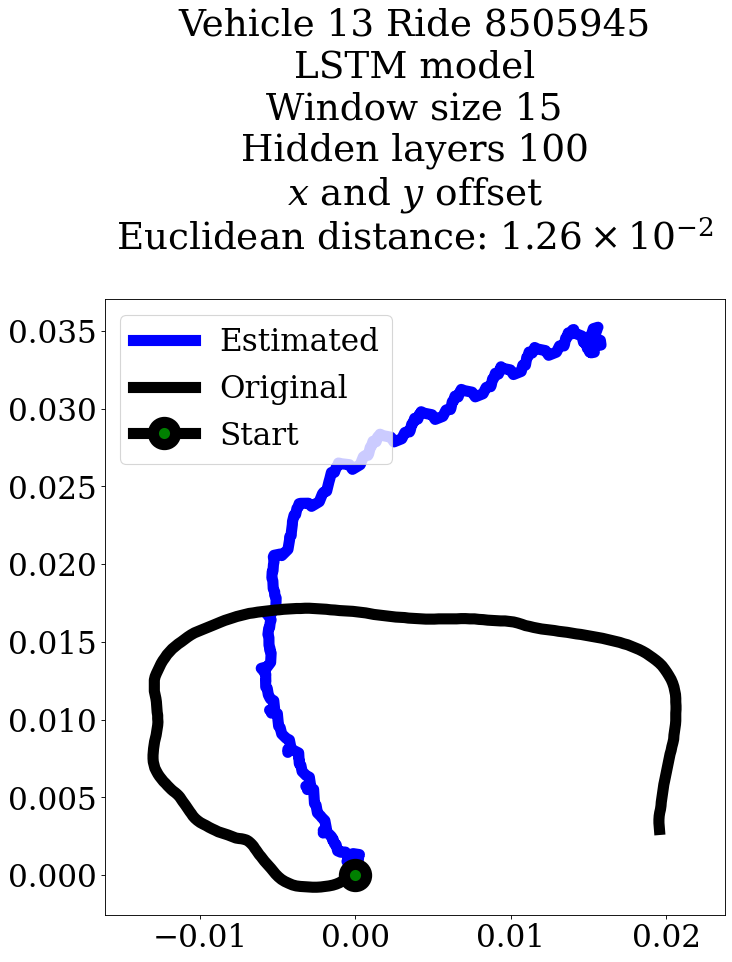 Vehicle 13 Ride 8505945
LSTM model
Window size 15
Hidden layers 100
x and y offset
Euclidean distance: 1.26 × 10⁻²
Estimated
Original
Start
0.035
0.030
0.025
0.020
0.015
0.010
0.005
0.000
−0.01 0.00 0.01 0.02